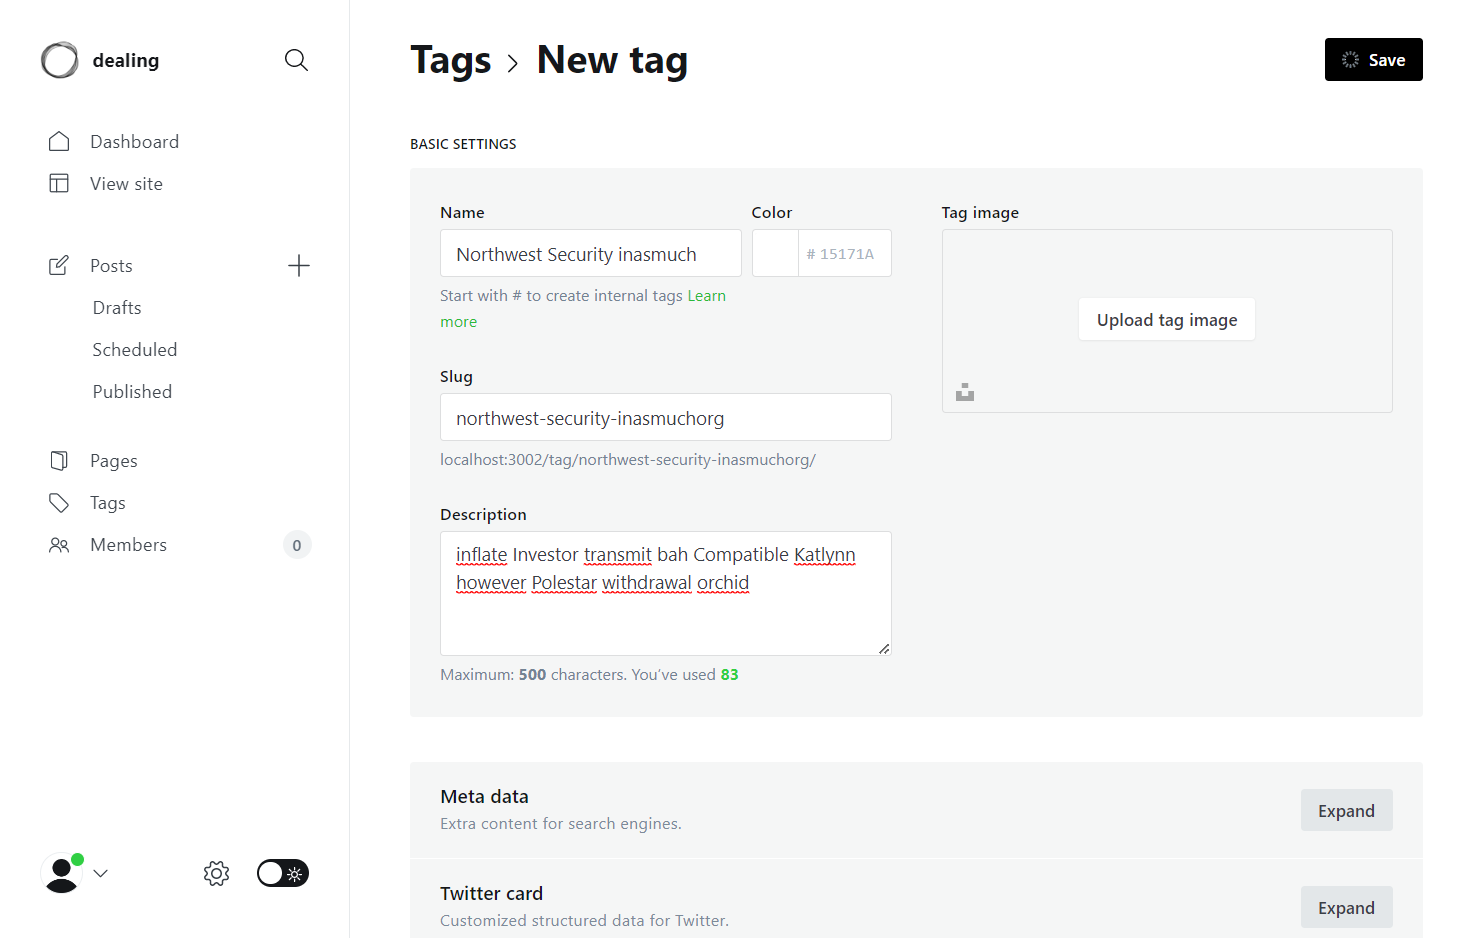 dealing
Dashboard
View site
Posts
Drafts
Scheduled
Published
Pages
Tags
Members
0
Tags
New tag
Save
BASIC SETTINGS
Name
Northwest Security inasmuch
Start with # to create internal tags Learn
more
Color
# 15171A
Slug
northwest-security-inasmuchorg
localhost:3002/tag/northwest-security-inasmuchorg/
Description
inflate Investor transmit bah Compatible Katlynn
however Polestar withdrawal orchid
Maximum: 500 characters. You've used 83
Tag image
Upload tag image
Meta data
Extra content for search engines.
Expand
Twitter card
Customized structured data for Twitter.
Expand